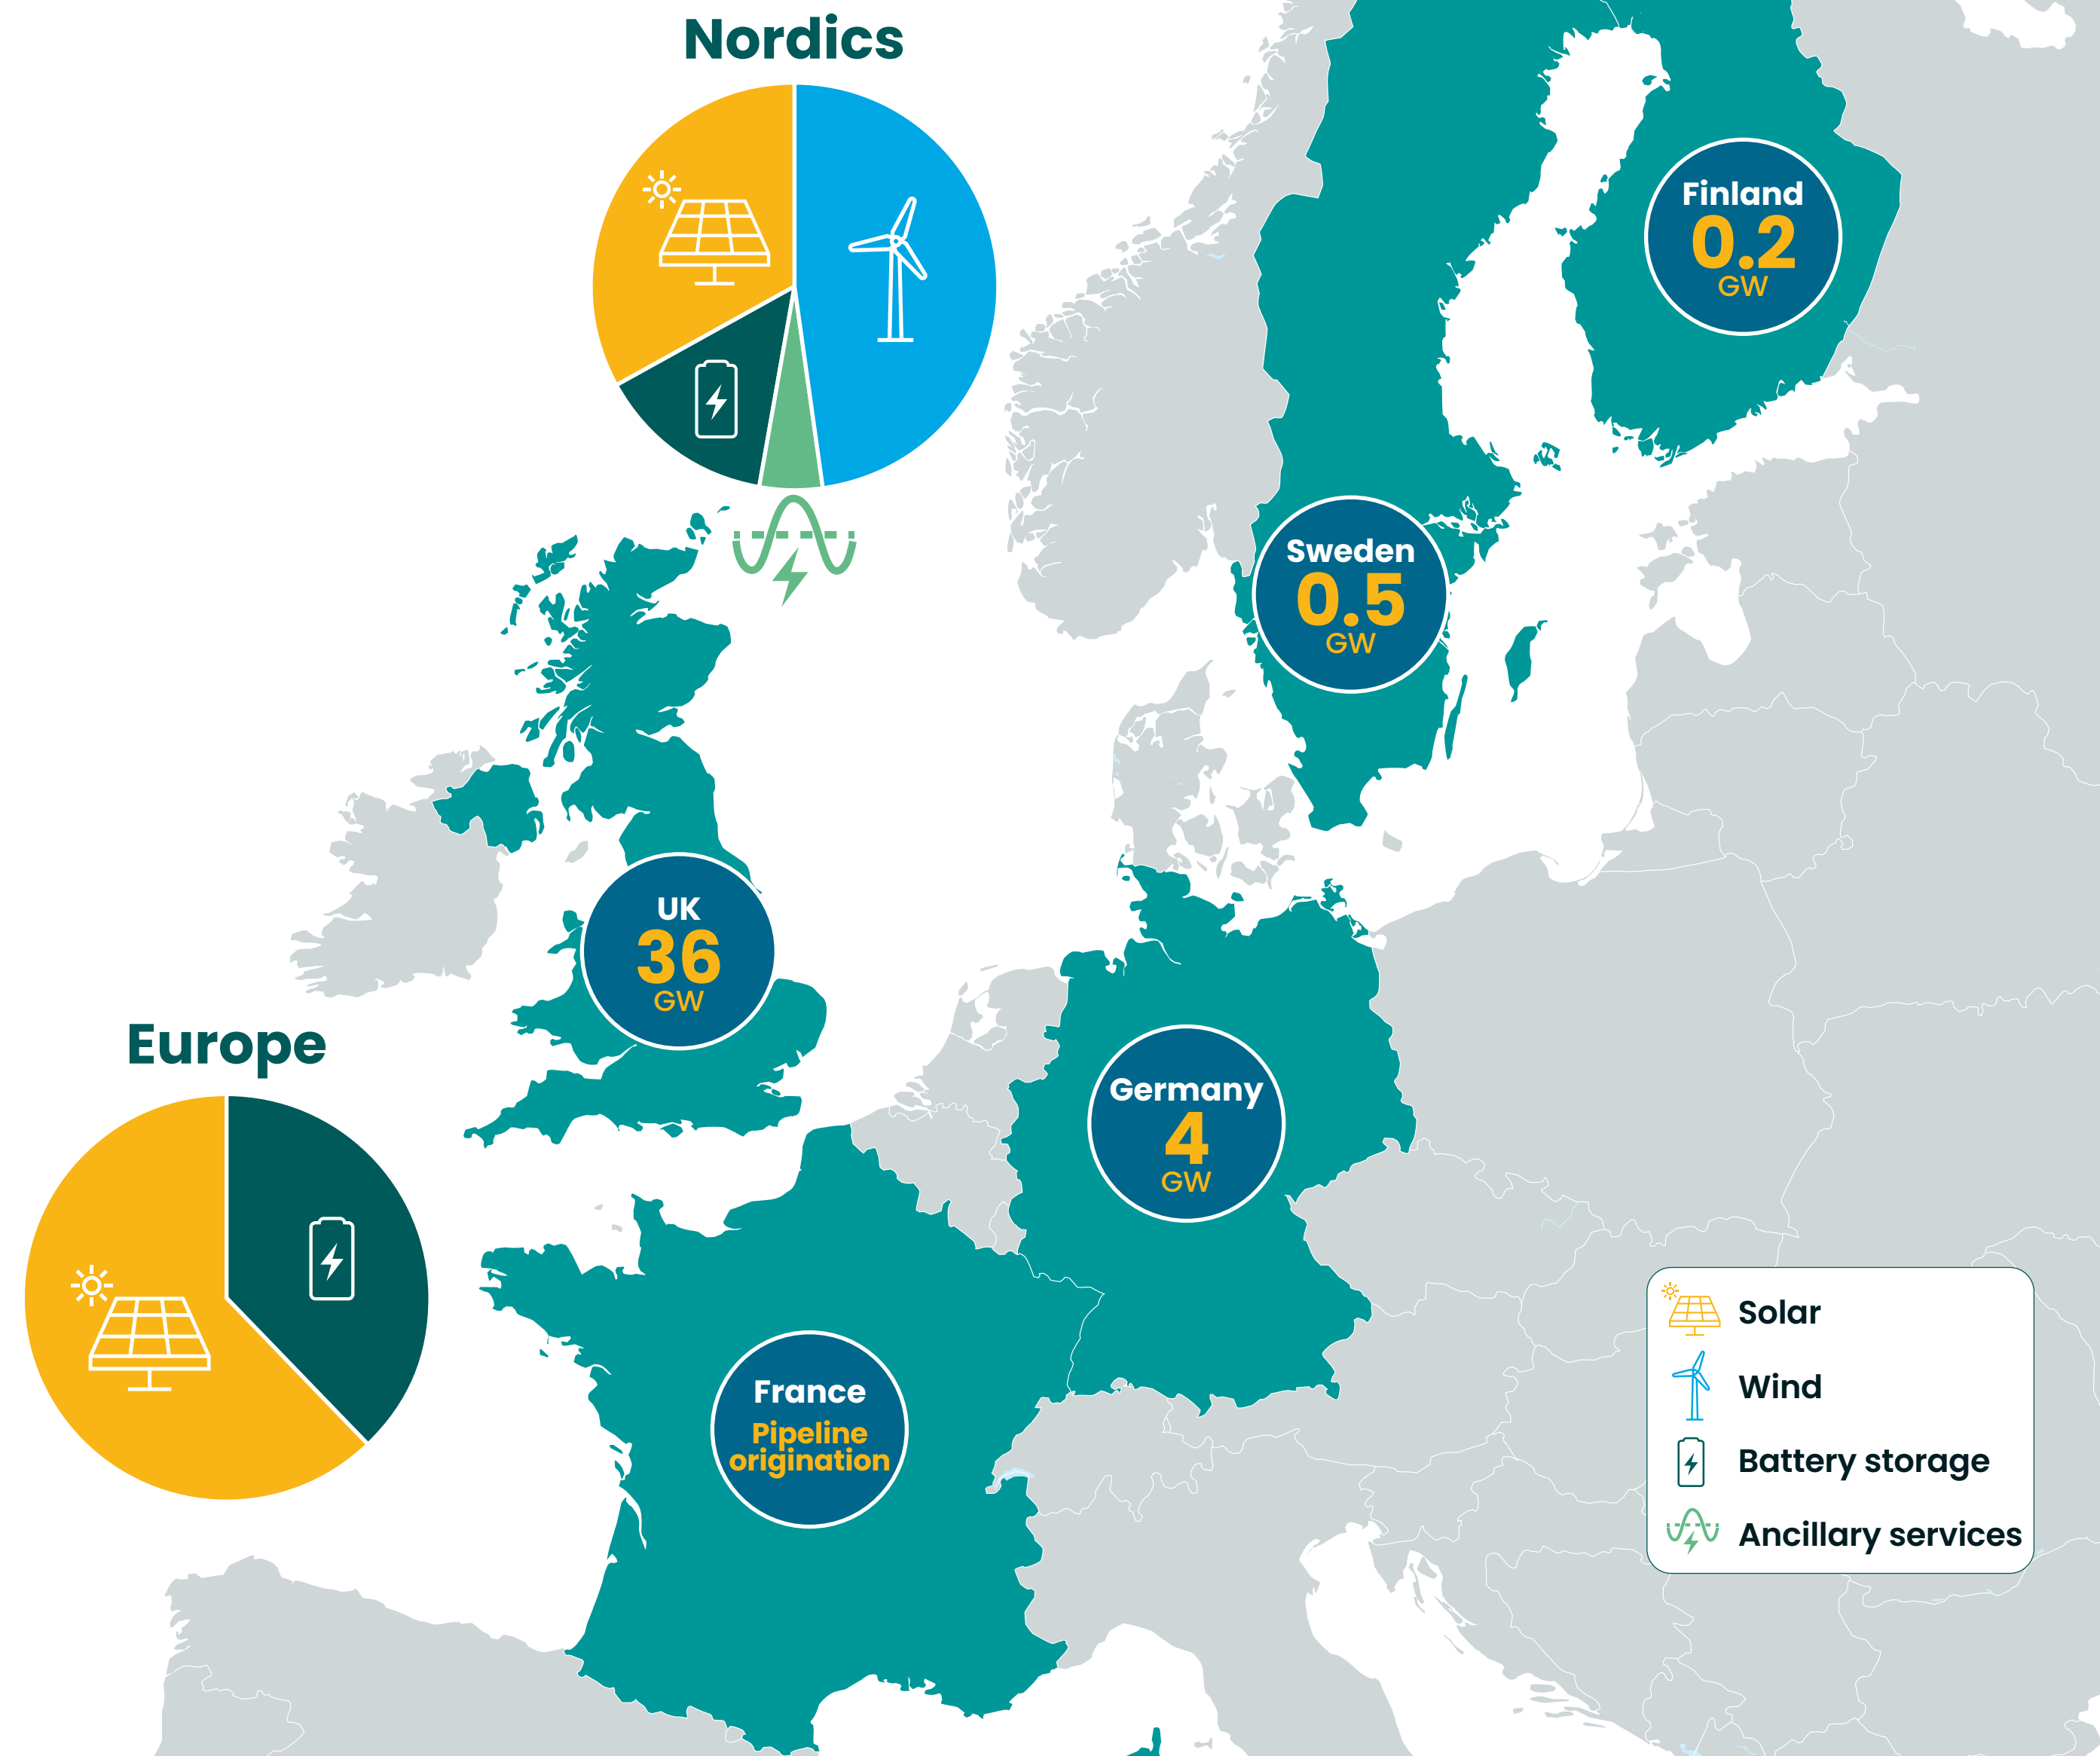 Nordics
Finland
0.2
GW
Sweden
0.5
GW
UK
36
GW
Europe
Germany
4
GW
France
Pipeline
origination
Solar
Wind
Battery storage
Ancillary services